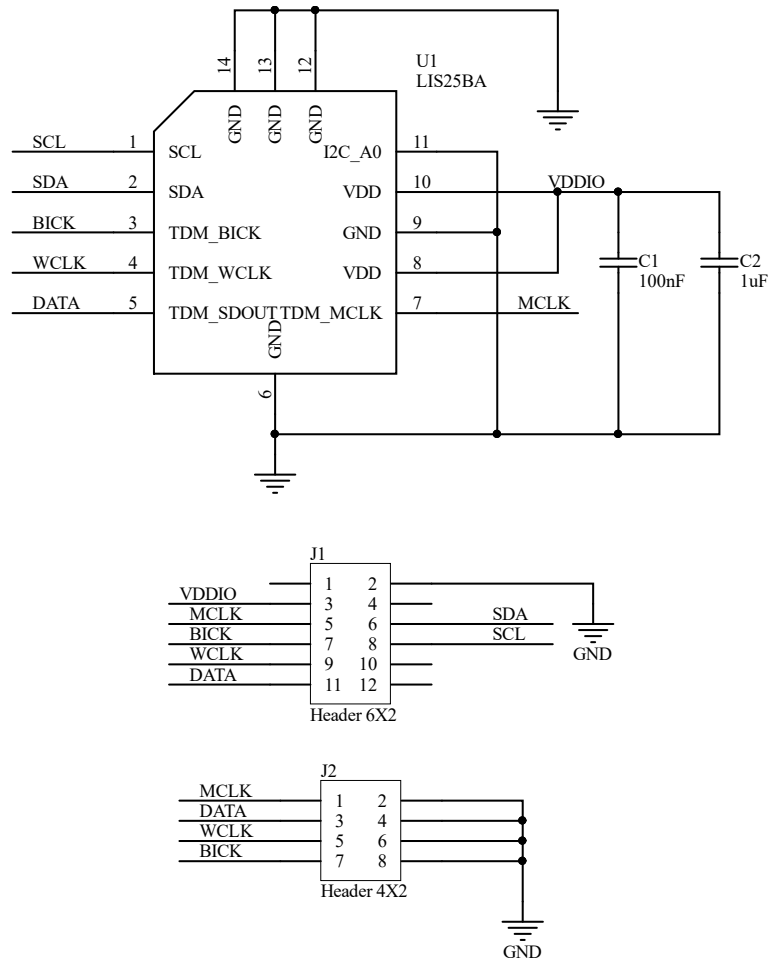 14 13 12
U1
LIS25BA
GND GND GND
SCL 1 SCL I2C_A0 11
SDA 2 SDA VDD 10 VDDIO
BICK 3 TDM_BICK GND 9
WCLK 4 TDM_WCLK VDD 8
C1 C2
100nF 1uF
DATA 5 TDM_SDOUT TDM_MCLK 7 MCLK
GND
6
J1
1 2
VDDIO 3 4
MCLK 5 6 SDA
BICK 7 8 SCL
WCLK 9 10
DATA 11 12
GND
Header 6X2
J2
MCLK 1 2
DATA 3 4
WCLK 5 6
BICK 7 8
Header 4X2
GND